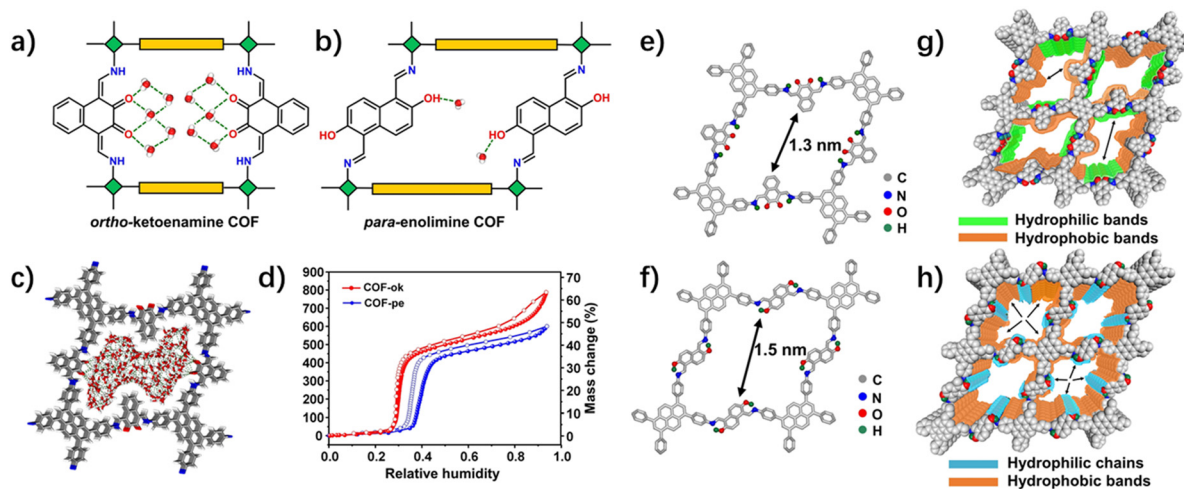 a)
NH
NH
O
O
O
O
NH
NH
ortho-ketoenamine COF
b)
N
N
OH
OH
HO
HO
N
N
para-enolimine COF
c)
d)
COF-ok
COF-pe
900
800
700
600
500
400
300
200
100
0
70
60
50
40
30
20
10
0
Mass change (%)
0.0
0.2
0.4
0.6
0.8
1.0
Relative humidity
e)
1.3 nm
C
N
O
H
f)
1.5 nm
C
N
O
H
g)
Hydrophilic bands
Hydrophobic bands
h)
Hydrophilic chains
Hydrophobic bands